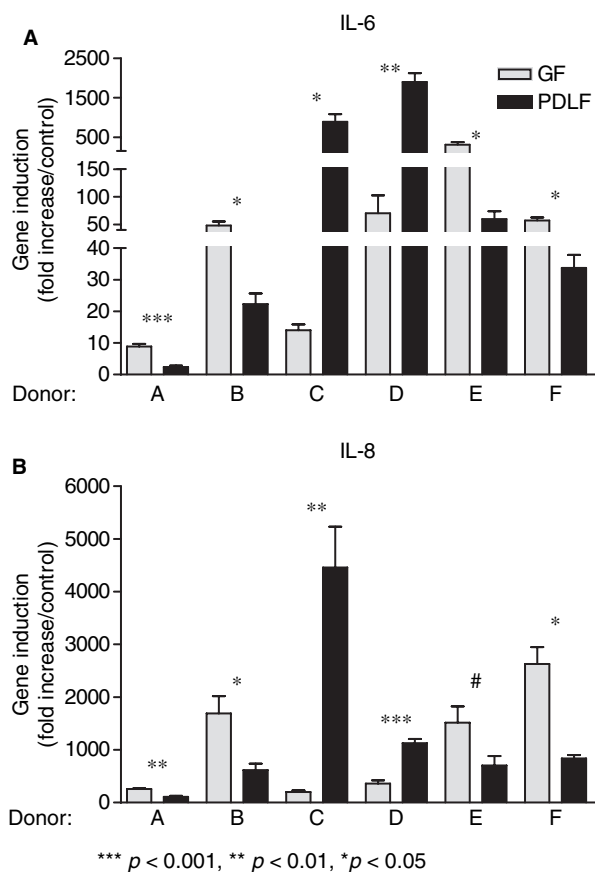 IL-6
A
2500
1500
500
150
100
50
40
30
20
10
0
Gene induction
(fold increase/control)
GF
PDLF
***
*
*
**
*
*
Donor: A B C D E F
IL-8
B
6000
5000
4000
3000
2000
1000
0
Gene induction
(fold increase/control)
**
*
**
***
#
*
Donor: A B C D E F
*** p < 0.001, ** p < 0.01, *p < 0.05